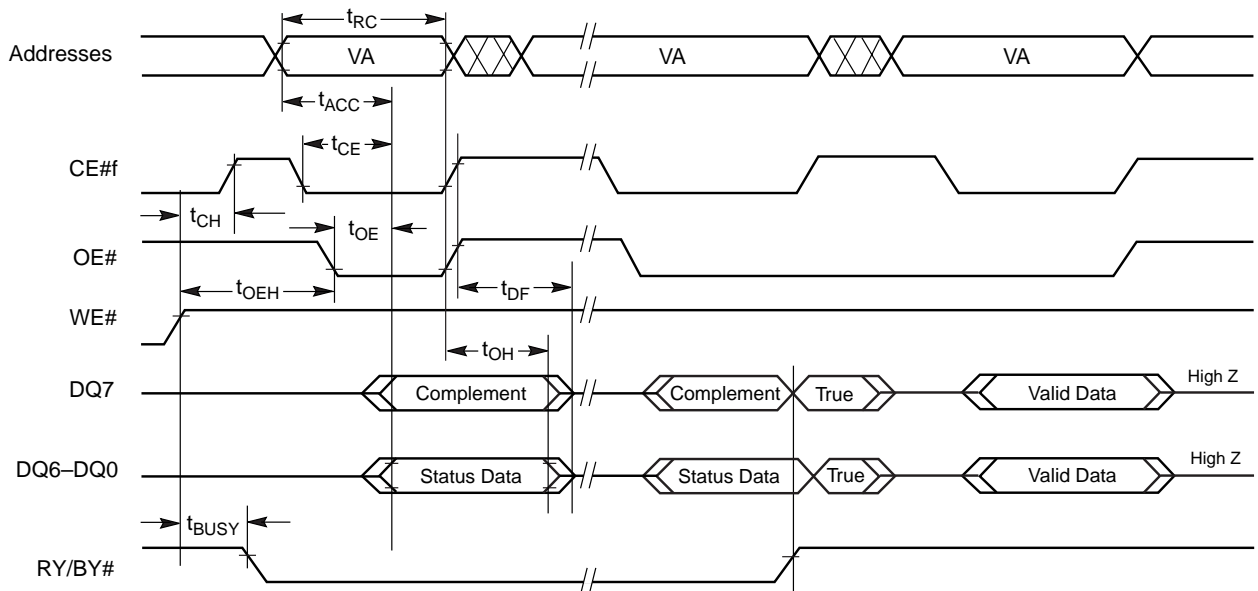 tRC
Addresses VA VA VA
tACC
tCE
CE#f
tCH tOE
OE#
tOEH tDF
WE#
tOH
DQ7 Complement Complement True Valid Data High Z
DQ6–DQ0 Status Data Status Data True Valid Data High Z
tBUSY
RY/BY#